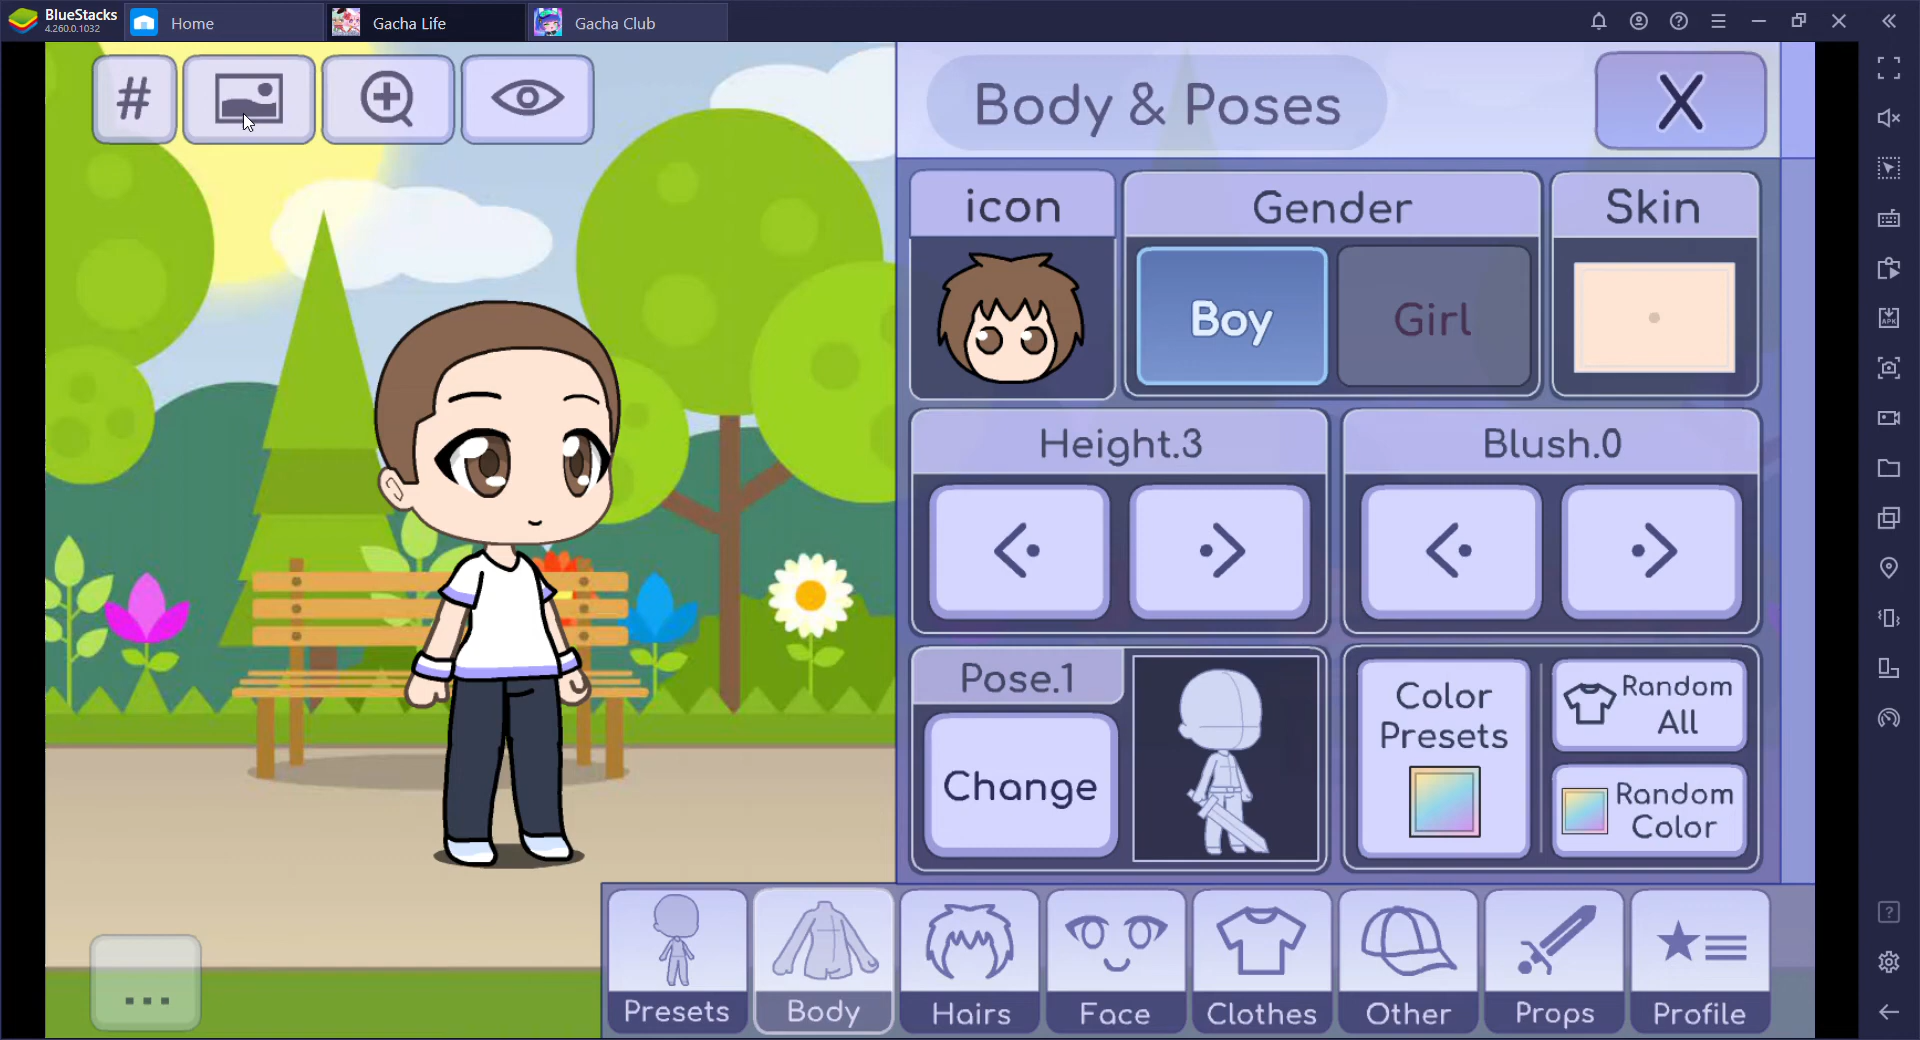 BlueStacks
4.260.0.1032
Home
Gacha Life
Gacha Club
#
Body & Poses
X
icon
Gender
Skin
Boy
Girl
Height.3
Blush.0
Pose.1
Change
Color
Presets
Random
All
Random
Color
...
Presets
Body
Hairs
Face
Clothes
Other
Props
Profile
APK
?